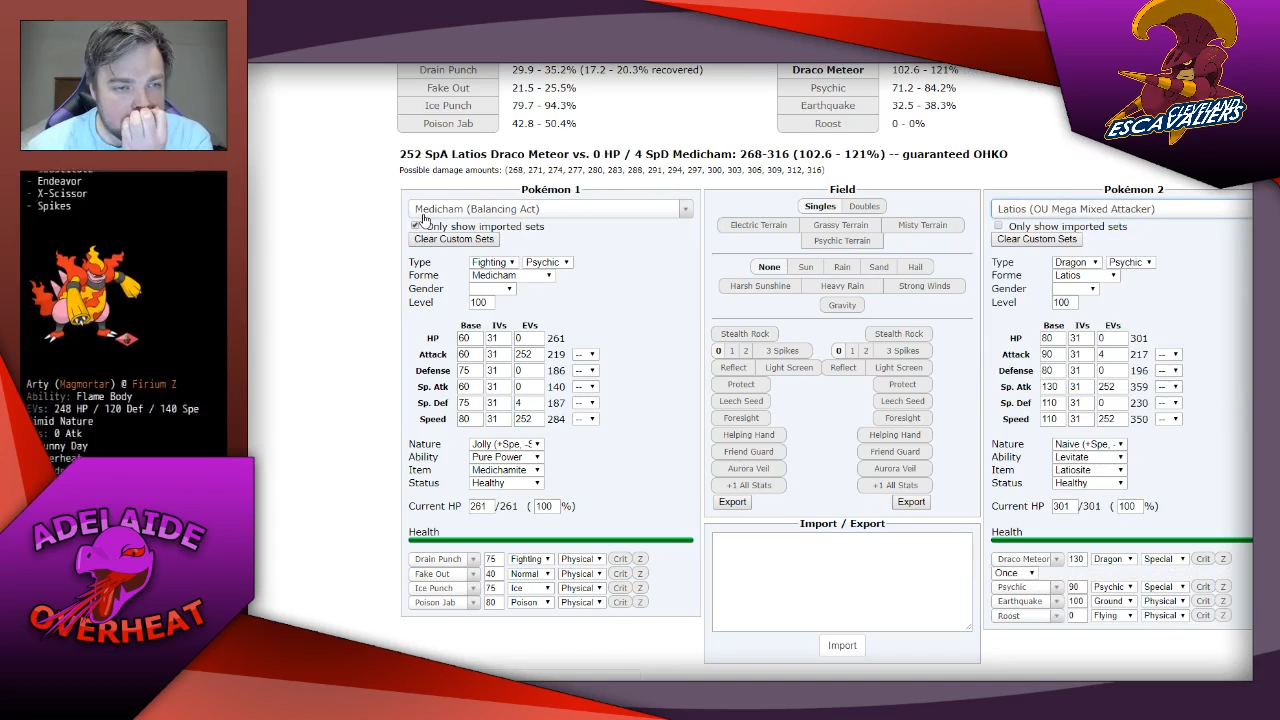 Drain Punch 29.9 - 35.2% (17.2 - 20.3% recovered)
Fake Out 21.5 - 25.5%
Ice Punch 79.7 - 94.3%
Poison Jab 42.8 - 50.4%
Draco Meteor 102.6 - 121%
Psychic 71.2 - 84.2%
Earthquake 32.5 - 38.3%
Roost 0 - 0%
252 SpA Latios Draco Meteor vs. 0 HP / 4 SpD Medicham: 268-316 (102.6 - 121%) -- guaranteed OHKO
Possible damage amounts: (268, 271, 274, 277, 280, 283, 288, 291, 294, 297, 300, 303, 306, 309, 312, 316)
Pokémon 1
Medicham (Balancing Act)
Only show imported sets
Clear Custom Sets
Type Fighting Psychic
Forme Medicham
Gender
Level 100
Base IVs EVs
HP 60 31 0 261
Attack 60 31 252 219 --
Defense 75 31 0 186 --
Sp. Atk 60 31 0 140 --
Sp. Def 75 31 4 187 --
Speed 80 31 252 284 --
Nature Jolly (+Spe, -S
Ability Pure Power
Item Medichamite
Status Healthy
Current HP 261 /261 ( 100 %)
Health
Drain Punch 75 Fighting Physical Crit Z
Fake Out 40 Normal Physical Crit Z
Ice Punch 75 Ice Physical Crit Z
Poison Jab 80 Poison Physical Crit Z
Field
Singles Doubles
Electric Terrain Grassy Terrain Misty Terrain
Psychic Terrain
None Sun Rain Sand Hail
Harsh Sunshine Heavy Rain Strong Winds
Gravity
Stealth Rock Stealth Rock
0 1 2 3 Spikes 0 1 2 3 Spikes
Reflect Light Screen Reflect Light Screen
Protect Protect
Leech Seed Leech Seed
Foresight Foresight
Helping Hand Helping Hand
Friend Guard Friend Guard
Aurora Veil Aurora Veil
+1 All Stats +1 All Stats
Export Export
Import / Export
Import
Pokémon 2
Latios (OU Mega Mixed Attacker)
Only show imported sets
Clear Custom Sets
Type Dragon Psychic
Forme Latios
Gender
Level 100
Base IVs EVs
HP 80 31 0 301
Attack 90 31 4 217 --
Defense 80 31 0 196 --
Sp. Atk 130 31 252 359 --
Sp. Def 110 31 0 230 --
Speed 110 31 252 350 --
Nature Naive (+Spe, -
Ability Levitate
Item Latiosite
Status Healthy
Current HP 301 /301 ( 100 %)
Health
Draco Meteor 130 Dragon Special Crit Z
Once
Psychic 90 Psychic Special Crit Z
Earthquake 100 Ground Physical Crit Z
Roost 0 Flying Physical Crit Z
- Endeavor
- X-Scissor
- Spikes
Arty (Magmortar) @ Firium Z
Ability: Flame Body
EVs: 248 HP / 120 Def / 140 Spe
imid Nature
s: 0 Atk
unny Day
ADELAIDE
OVERHEAT
CLEVELAND
ESCAVALIERS